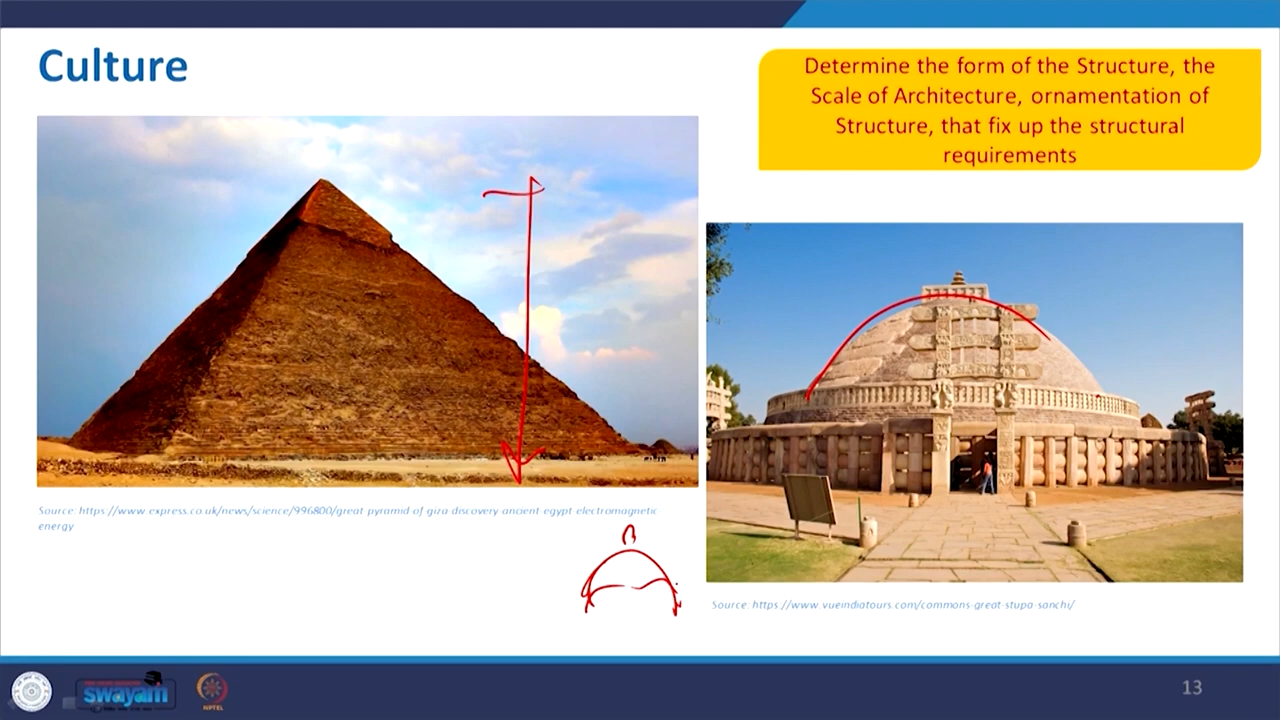 Culture
Determine the form of the Structure, the
Scale of Architecture, ornamentation of
Structure, that fix up the structural
requirements
Source: https://www.express.co.uk/news/science/996800/great-pyramid-of-giza-discovery-ancient-egypt-electromagnetic-
energy
Source: https://www.vueindiatours.com/commons-great-stupa-sanchi/
swayam
NPTEL
13